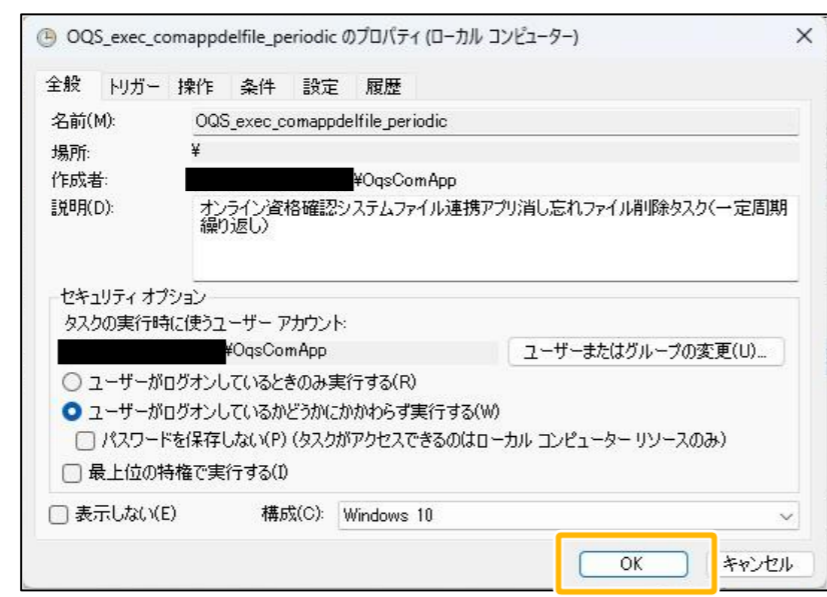 OQS_exec_comappdelfile_periodic のプロパティ (ローカル コンピューター)
全般 トリガー 操作 条件 設定 履歴
名前(M): OQS_exec_comappdelfile_periodic
場所: ¥
作成者: ¥OqsComApp
説明(D): オンライン資格確認システムファイル連携アプリ消し忘れファイル削除タスク(一定周期
繰り返し)
セキュリティ オプション
タスクの実行時に使うユーザー アカウント:
¥OqsComApp ユーザーまたはグループの変更(U)...
ユーザーがログオンしているときのみ実行する(R)
ユーザーがログオンしているかどうかにかかわらず実行する(W)
パスワードを保存しない(P) (タスクがアクセスできるのはローカル コンピューター リソースのみ)
最上位の特権で実行する(I)
表示しない(E) 構成(C): Windows 10
OK キャンセル